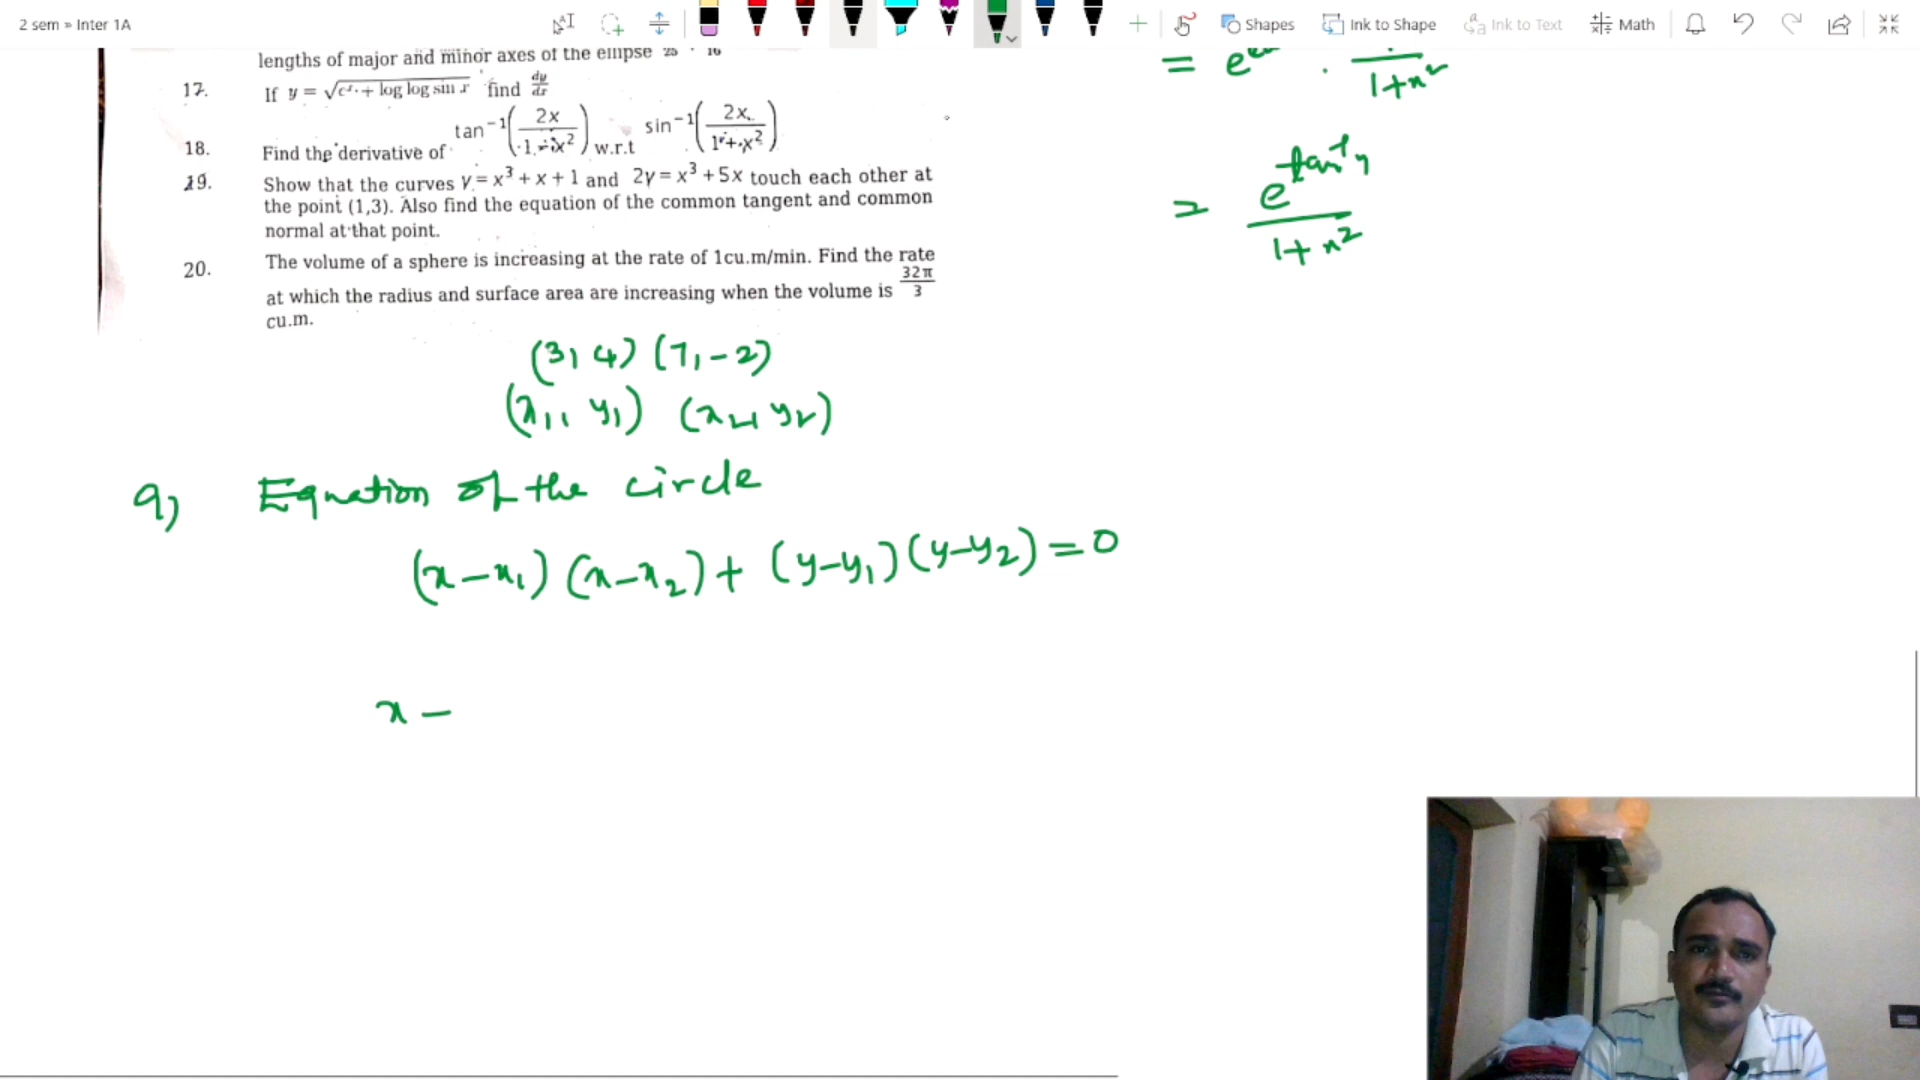 2 sem » Inter 1A
Shapes
Ink to Shape
Ink to Text
Math
lengths of major and minor axes of the ellipse
17. If y = √(eˣ + log log sin x) find dy/dx
18. Find the derivative of tan⁻¹(2x/(1-x²)) w.r.t sin⁻¹(2x/(1+x²))
19. Show that the curves y = x³ + x + 1 and 2y = x³ + 5x touch each other at
the point (1,3). Also find the equation of the common tangent and common
normal at that point.
20. The volume of a sphere is increasing at the rate of 1cu.m/min. Find the rate
at which the radius and surface area are increasing when the volume is 32π/3
cu.m.
(3, 4) (7, -2)
(x₁, y₁) (x₂, y₂)
9) Equation of the circle
(x-x₁) (x-x₂) + (y-y₁) (y-y₂) = 0
x -
1+x²
= e^(tan⁻¹x)/(1+x²)